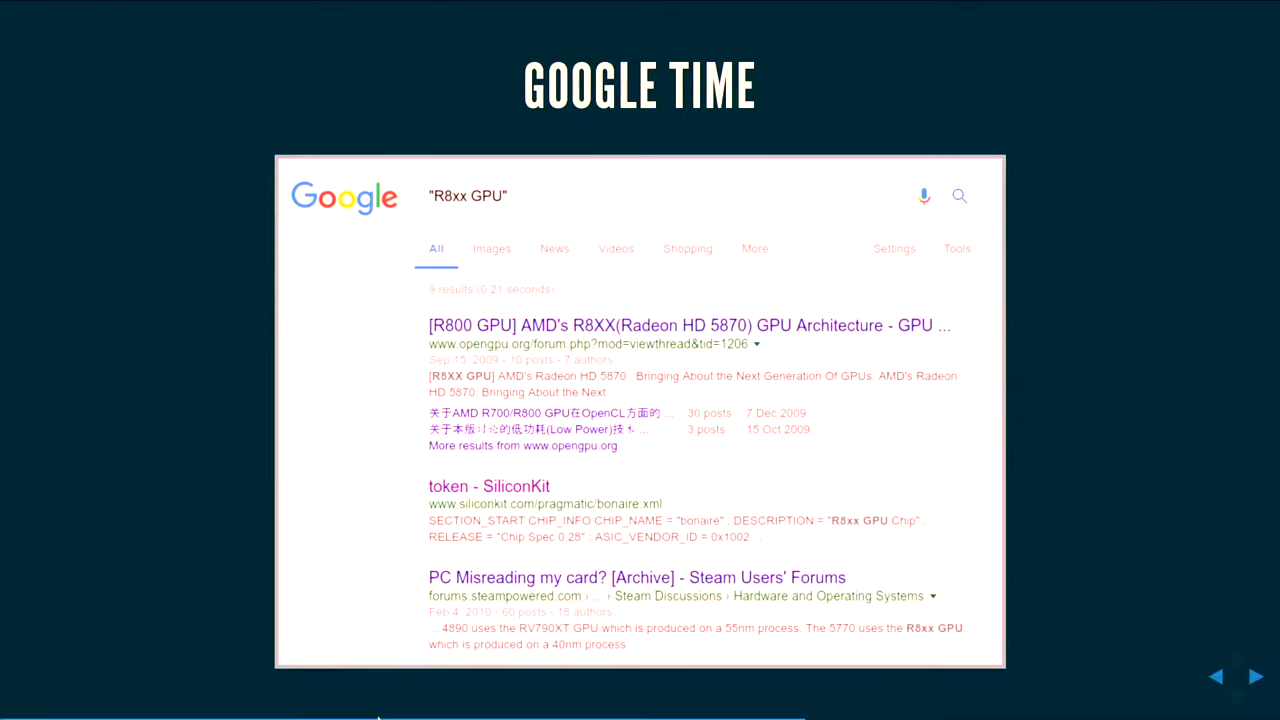 GOOGLE TIME
Google
"R8xx GPU"
All Images News Videos Shopping More Settings Tools
9 results (0.21 seconds)
[R800 GPU] AMD's R8XX(Radeon HD 5870) GPU Architecture - GPU ...
www.opengpu.org/forum.php?mod=viewthread&tid=1206
Sep 15, 2009 - 10 posts - 7 authors
[R8XX GPU] AMD's Radeon HD 5870 : Bringing About the Next Generation Of GPUs AMD's Radeon
HD 5870: Bringing About the Next ...
关于AMD R700/R800 GPU在OpenCL方面的 ... 30 posts 7 Dec 2009
关于本版讨论的低功耗(Low Power)技术 ... 3 posts 15 Oct 2009
More results from www.opengpu.org
token - SiliconKit
www.siliconkit.com/pragmatic/bonaire.xml
SECTION_START CHIP_INFO CHIP_NAME = "bonaire" . DESCRIPTION = "R8xx GPU Chip" .
RELEASE = "Chip Spec 0.28" : ASIC_VENDOR_ID = 0x1002 ...
PC Misreading my card? [Archive] - Steam Users' Forums
forums.steampowered.com › ... › Steam Discussions › Hardware and Operating Systems
Feb 4, 2010 - 60 posts - 18 authors
... 4890 uses the RV790XT GPU which is produced on a 55nm process. The 5770 uses the R8xx GPU,
which is produced on a 40nm process